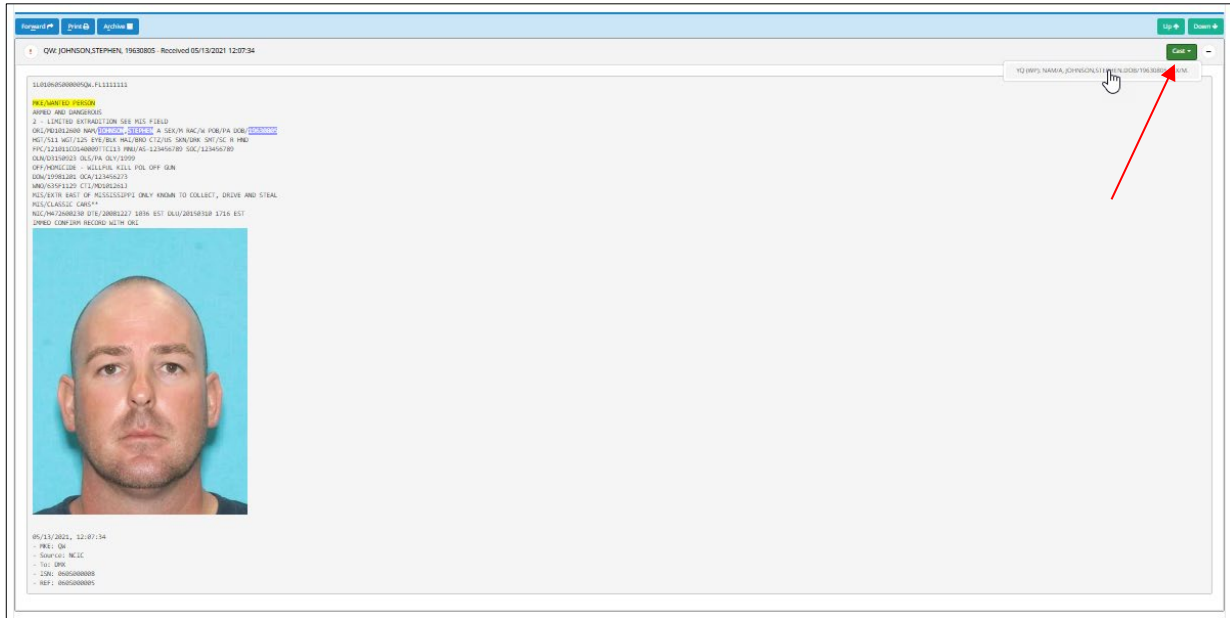 Forward Print Archive Up Down
QW: JOHNSON,STEPHEN, 19630805 - Received 05/13/2021 12:07:34 Cast
YQ (WP); NAM/A, JOHNSON,STEPHEN;DOB/19630805
1L010605000005QW.FL1111111
MKE/WANTED PERSON
ARMED AND DANGEROUS
2 - LIMITED EXTRADITION SEE MIS FIELD
ORI/MD1012600 NAM/JOHNSON,STEPHEN A SEX/M RAC/W POB/PA DOB/19630805
HGT/511 WGT/125 EYE/BLK HAI/BRO CTZ/US SKN/DRK SMT/SC R HND
FPC/121011CO140009TTCI13 MNU/AS-123456789 SOC/123456789
OLN/D3150923 OLS/PA OLY/1999
OFF/HOMICIDE - WILLFUL KILL POL OFF GUN
DOW/19981201 OCA/123456273
WNO/635F1129 CTI/MD1012613
MIS/EXTR EAST OF MISSISSIPPI ONLY KNOWN TO COLLECT, DRIVE AND STEAL
MIS/CLASSIC CARS**
NIC/H472600230 DTE/20081227 1036 EST DLU/20150310 1716 EST
IMMED CONFIRM RECORD WITH ORI
05/13/2021, 12:07:34
- MKE: QW
- Source: NCIC
- To: DMX
- ISN: 0605000008
- REF: 0605000005